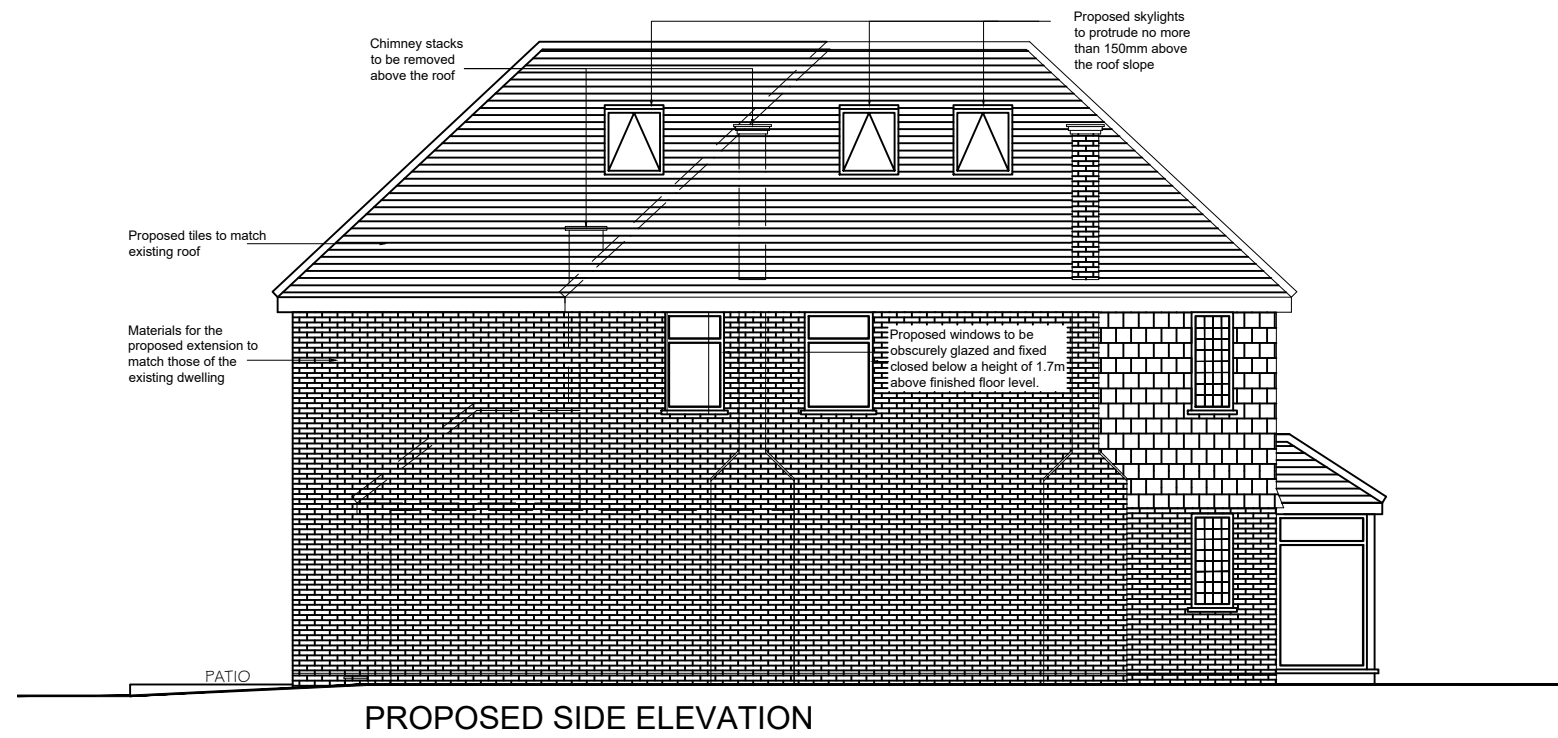 Chimney stacks
to be removed
above the roof
Proposed skylights
to protrude no more
than 150mm above
the roof slope
Proposed tiles to match
existing roof
Materials for the
proposed extension to
match those of the
existing dwelling
Proposed windows to be
obscurely glazed and fixed
closed below a height of 1.7m
above finished floor level.
PATIO
PROPOSED SIDE ELEVATION